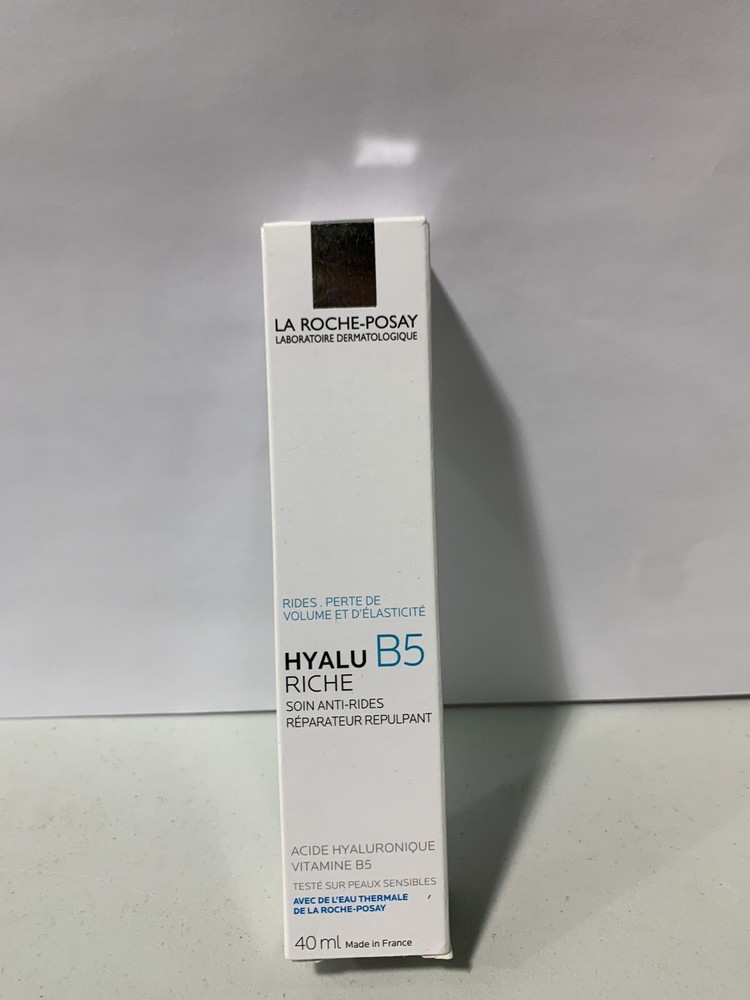 LA ROCHE-POSAY
LABORATOIRE DERMATOLOGIQUE
RIDES . PERTE DE
VOLUME ET D'ÉLASTICITÉ
HYALU B5
RICHE
SOIN ANTI-RIDES
RÉPARATEUR REPULPANT
ACIDE HYALURONIQUE
VITAMINE B5
TESTÉ SUR PEAUX SENSIBLES
AVEC DE L'EAU THERMALE
DE LA ROCHE-POSAY
40 ml Made in France